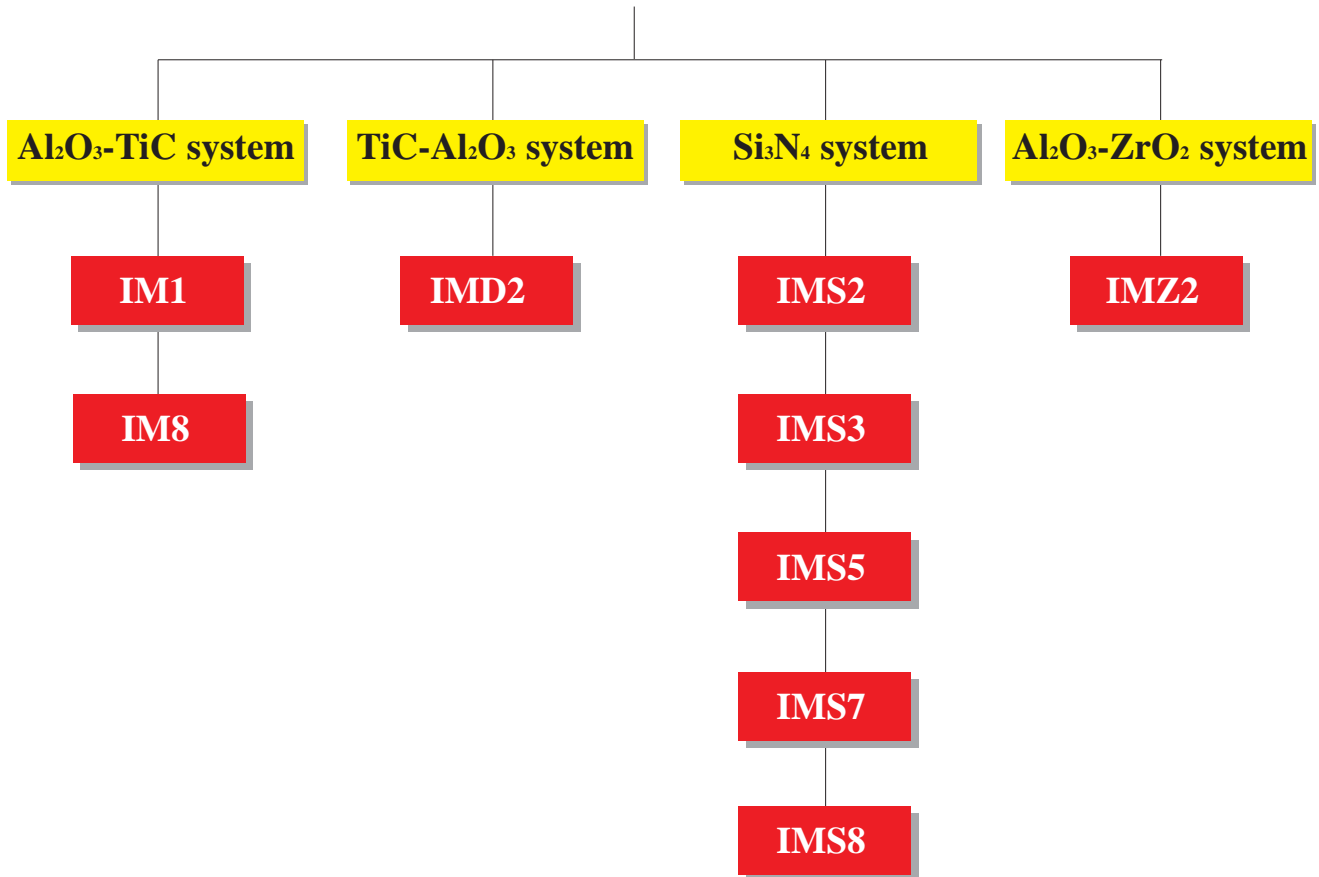 Al₂O₃-TiC system
TiC-Al₂O₃ system
Si₃N₄ system
Al₂O₃-ZrO₂ system
IM1
IMD2
IMS2
IMZ2
IM8
IMS3
IMS5
IMS7
IMS8